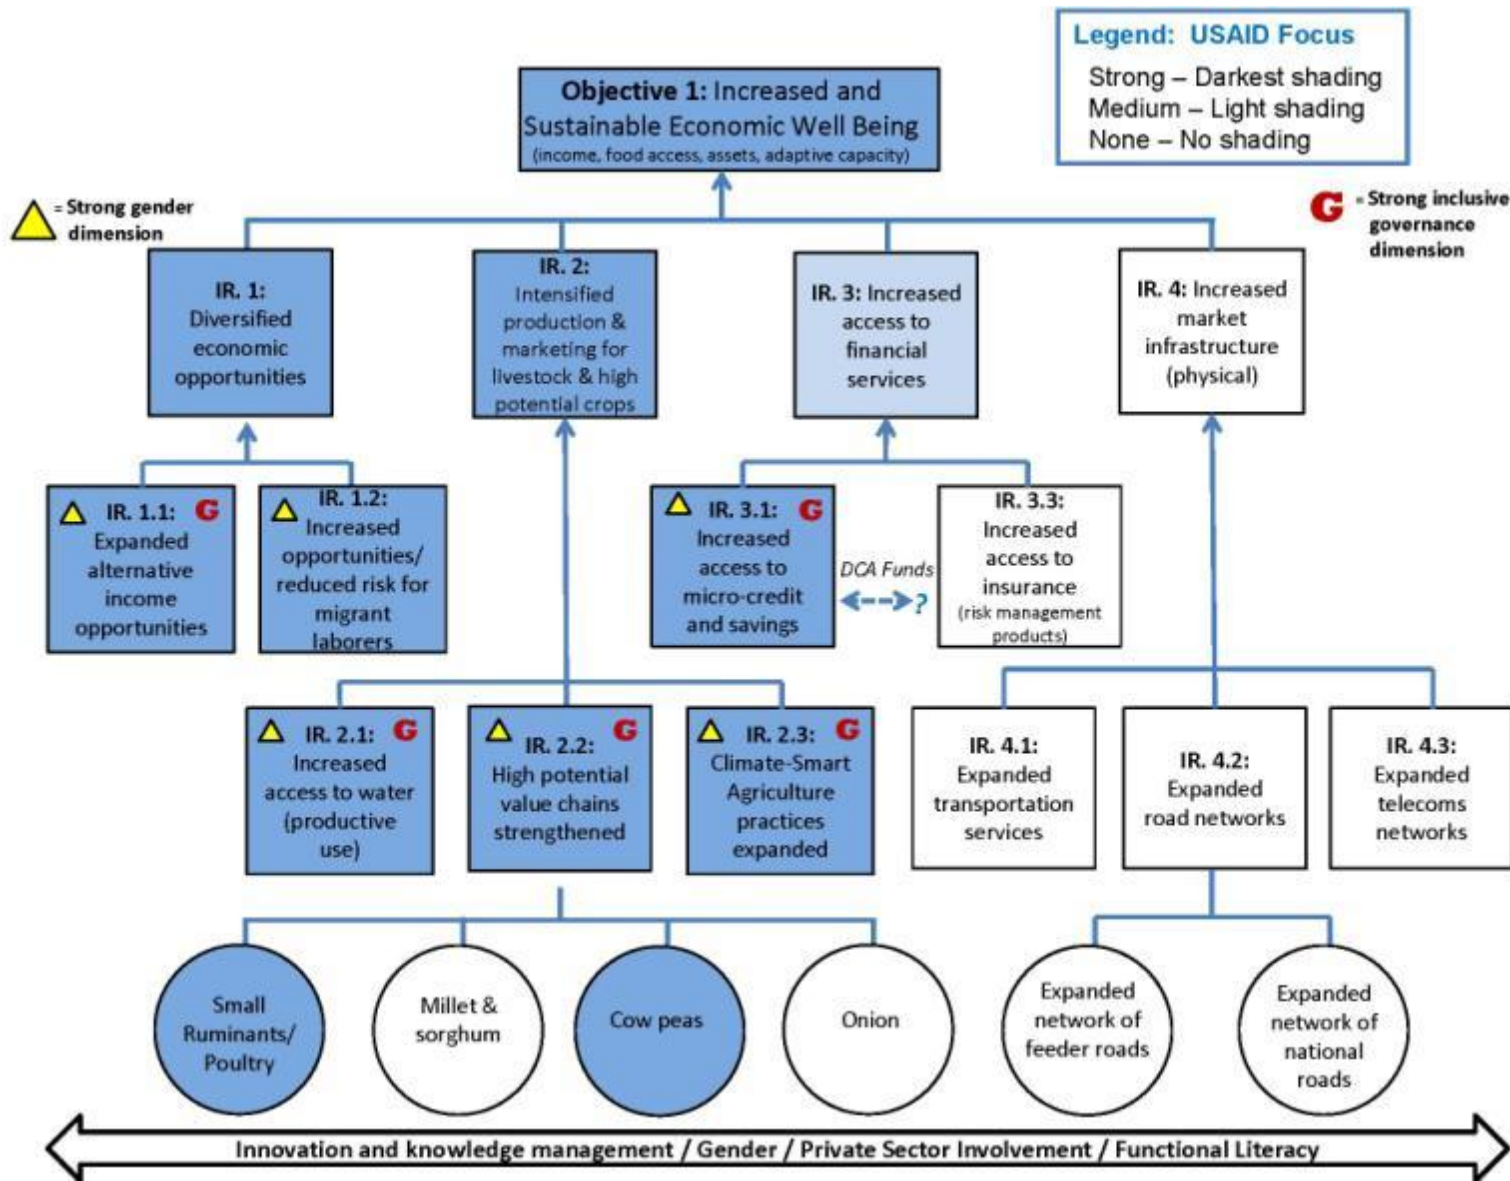 Legend: USAID Focus
Strong – Darkest shading
Medium – Light shading
None – No shading
Objective 1: Increased and
Sustainable Economic Well Being
(income, food access, assets, adaptive capacity)
= Strong gender
dimension
G = Strong inclusive
governance
dimension
IR. 1:
Diversified
economic
opportunities
IR. 2:
Intensified
production &
marketing for
livestock & high
potential crops
IR. 3: Increased
access to
financial
services
IR. 4: Increased
market
infrastructure
(physical)
IR. 1.1: G
Expanded
alternative
income
opportunities
IR. 1.2:
Increased
opportunities/
reduced risk for
migrant
laborers
IR. 3.1: G
Increased
access to
micro-credit
and savings
DCA Funds
?
IR. 3.3:
Increased
access to
insurance
(risk management
products)
IR. 2.1: G
Increased
access to water
(productive
use)
G
IR. 2.2:
High potential
value chains
strengthened
IR. 2.3: G
Climate-Smart
Agriculture
practices
expanded
IR. 4.1:
Expanded
transportation
services
IR. 4.2:
Expanded
road networks
IR. 4.3:
Expanded
telecoms
networks
Small
Ruminants/
Poultry
Millet &
sorghum
Cow peas
Onion
Expanded
network of
feeder roads
Expanded
network of
national
roads
Innovation and knowledge management / Gender / Private Sector Involvement / Functional Literacy